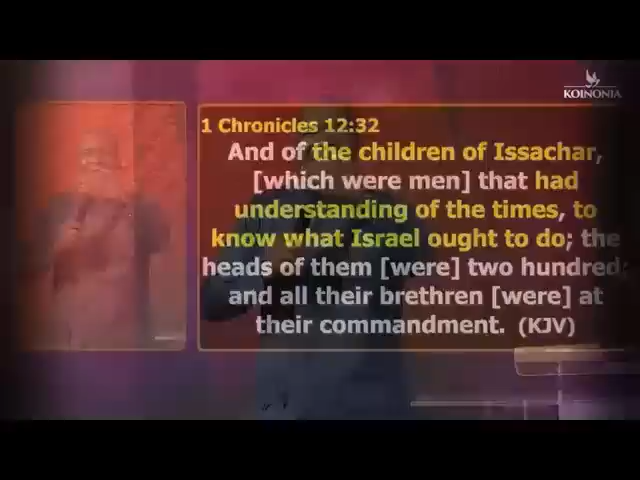 KOINONIA
1 Chronicles 12:32
And of the children of Issachar,
[which were men] that had
understanding of the times, to
know what Israel ought to do; the
heads of them [were] two hundred;
and all their brethren [were] at
their commandment. (KJV)